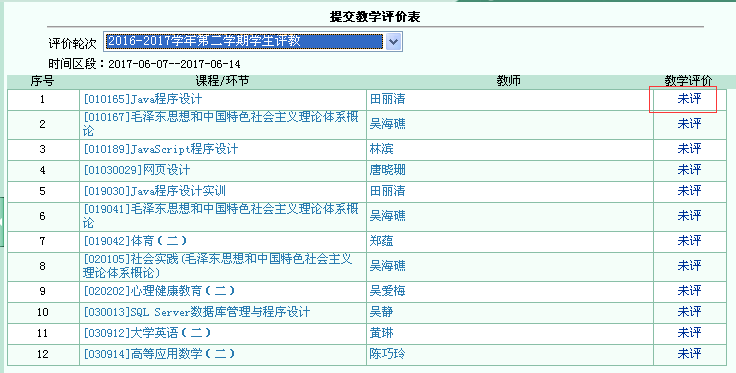 提交教学评价表
评价轮次 2016-2017学年第二学期学生评教
时间区段：2017-06-07--2017-06-14
序号 课程/环节 教师 教学评价
1 [010165]Java程序设计 田丽清 未评
2 [010167]毛泽东思想和中国特色社会主义理论体系概论 吴海礁 未评
3 [010189]JavaScript程序设计 林滨 未评
4 [01030029]网页设计 唐晓珊 未评
5 [019030]Java程序设计实训 田丽清 未评
6 [019041]毛泽东思想和中国特色社会主义理论体系概论 吴海礁 未评
7 [019042]体育(二) 郑蕴 未评
8 [020105]社会实践(毛泽东思想和中国特色社会主义理论体系概论) 吴海礁 未评
9 [020202]心理健康教育(二) 吴爱梅 未评
10 [030013]SQL Server数据库管理与程序设计 吴静 未评
11 [030912]大学英语(二) 黄琳 未评
12 [030914]高等应用数学(二) 陈巧玲 未评